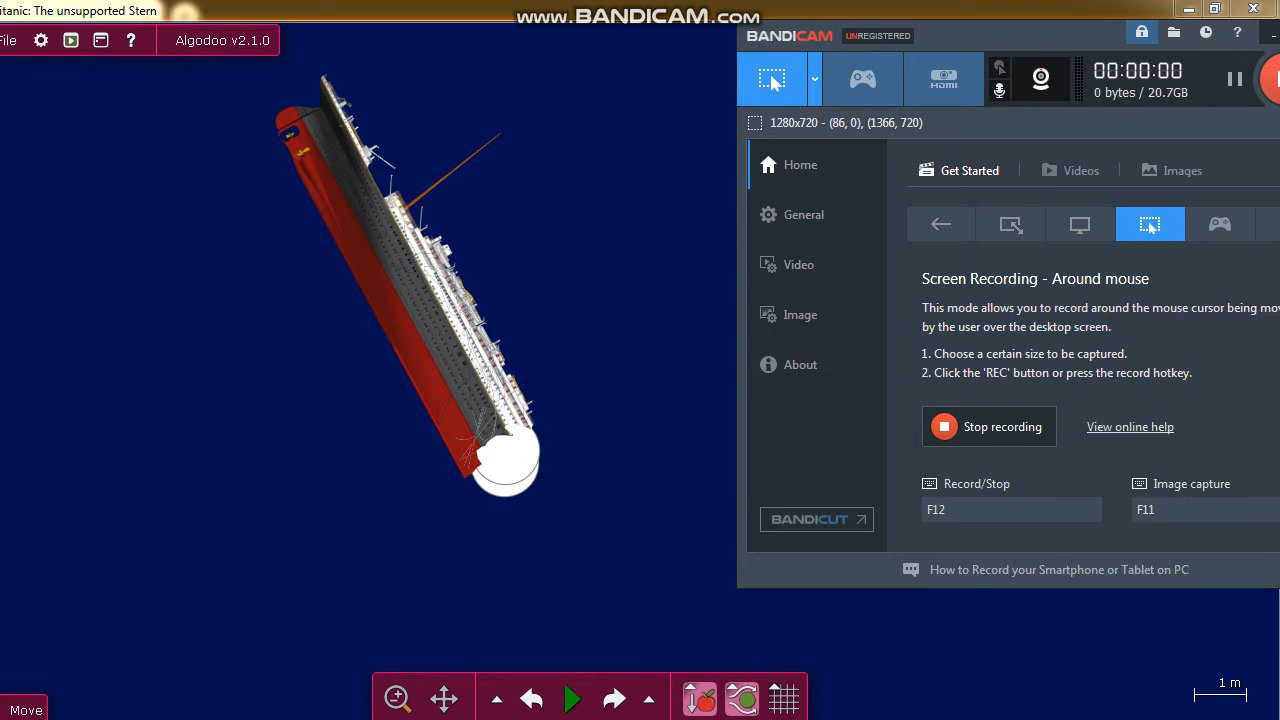 itanic: The unsupported Stern
www.BANDICAM.com
File
?
Algodoo v2.1.0
BANDICAM UNREGISTERED
?
HDMI
00:00:00
0 bytes / 20.7GB
1280x720 - (86, 0), (1366, 720)
Home
General
Video
Image
About
BANDICUT
Get Started
Videos
Images
Screen Recording - Around mouse
This mode allows you to record around the mouse cursor being mo
by the user over the desktop screen.
1. Choose a certain size to be captured.
2. Click the 'REC' button or press the record hotkey.
Stop recording
View online help
Record/Stop
Image capture
F12
F11
How to Record your Smartphone or Tablet on PC
1 m
Move